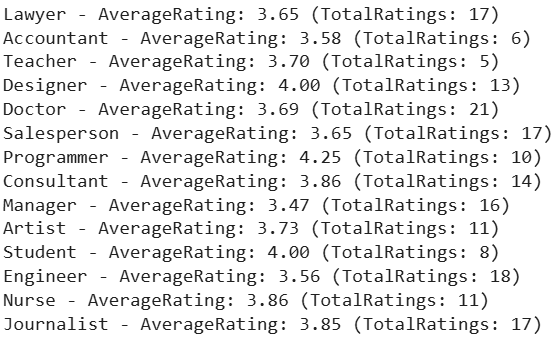 Lawyer - AverageRating: 3.65 (TotalRatings: 17)
Accountant - AverageRating: 3.58 (TotalRatings: 6)
Teacher - AverageRating: 3.70 (TotalRatings: 5)
Designer - AverageRating: 4.00 (TotalRatings: 13)
Doctor - AverageRating: 3.69 (TotalRatings: 21)
Salesperson - AverageRating: 3.65 (TotalRatings: 17)
Programmer - AverageRating: 4.25 (TotalRatings: 10)
Consultant - AverageRating: 3.86 (TotalRatings: 14)
Manager - AverageRating: 3.47 (TotalRatings: 16)
Artist - AverageRating: 3.73 (TotalRatings: 11)
Student - AverageRating: 4.00 (TotalRatings: 8)
Engineer - AverageRating: 3.56 (TotalRatings: 18)
Nurse - AverageRating: 3.86 (TotalRatings: 11)
Journalist - AverageRating: 3.85 (TotalRatings: 17)